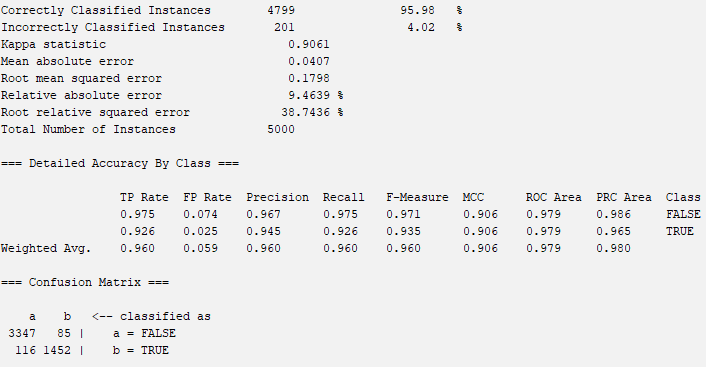 Correctly Classified Instances 4799 95.98 %
Incorrectly Classified Instances 201 4.02 %
Kappa statistic 0.9061
Mean absolute error 0.0407
Root mean squared error 0.1798
Relative absolute error 9.4639 %
Root relative squared error 38.7436 %
Total Number of Instances 5000
=== Detailed Accuracy By Class ===
TP Rate FP Rate Precision Recall F-Measure MCC ROC Area PRC Area Class
0.975 0.074 0.967 0.975 0.971 0.906 0.979 0.986 FALSE
0.926 0.025 0.945 0.926 0.935 0.906 0.979 0.965 TRUE
Weighted Avg. 0.960 0.059 0.960 0.960 0.960 0.906 0.979 0.980
=== Confusion Matrix ===
a b <-- classified as
3347 85 | a = FALSE
116 1452 | b = TRUE